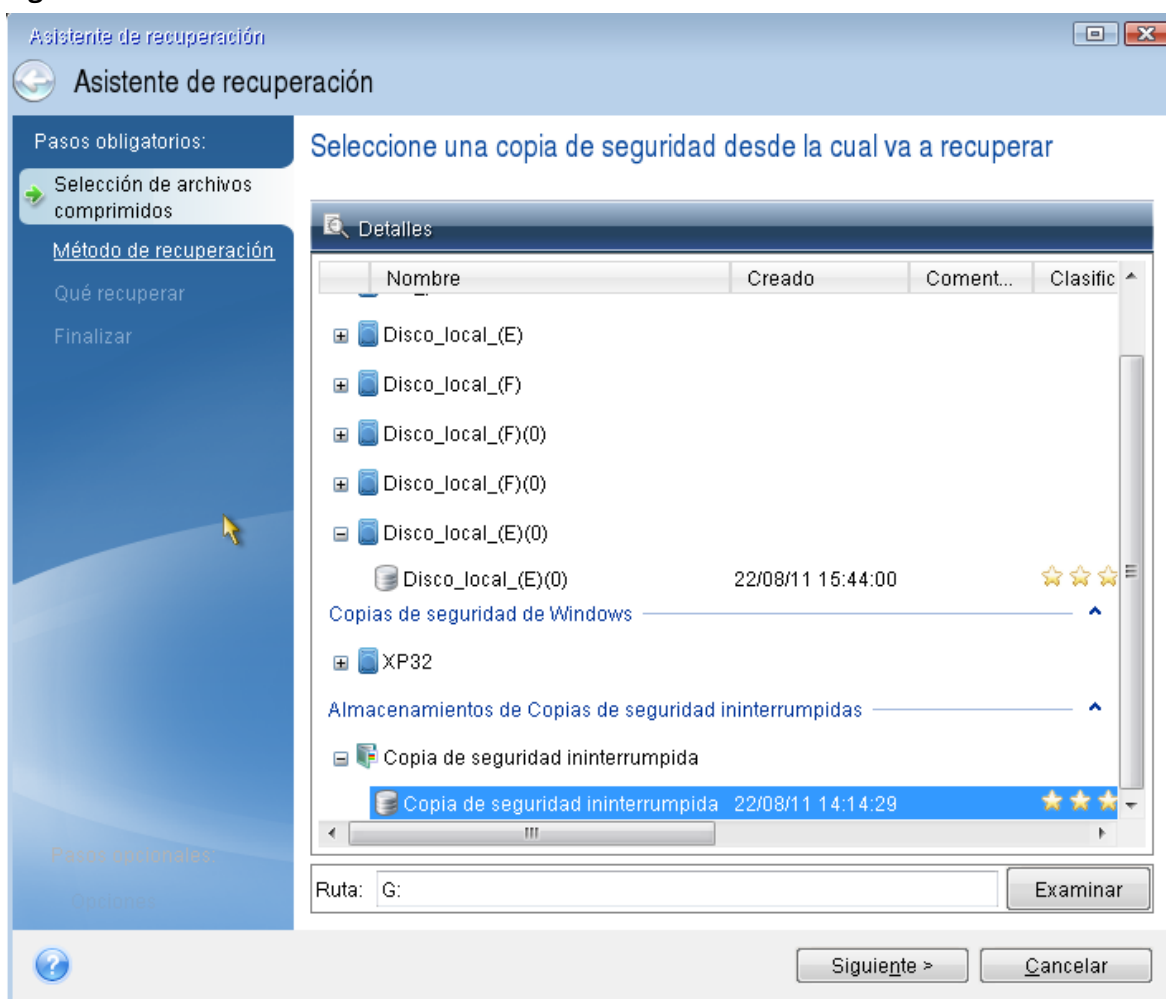 Asistente de recuperación
Asistente de recuperación
Pasos obligatorios:
Selección de archivos
comprimidos
Método de recuperación
Qué recuperar
Finalizar
Pasos opcionales:
Opciones
Seleccione una copia de seguridad desde la cual va a recuperar
Detalles
Nombre Creado Coment... Clasific
Disco_local_(E)
Disco_local_(F)
Disco_local_(F)(0)
Disco_local_(F)(0)
Disco_local_(E)(0)
Disco_local_(E)(0) 22/08/11 15:44:00
Copias de seguridad de Windows
XP32
Almacenamientos de Copias de seguridad ininterrumpidas
Copia de seguridad ininterrumpida
Copia de seguridad ininterrumpida 22/08/11 14:14:29
Ruta: G: Examinar
Siguiente > Cancelar